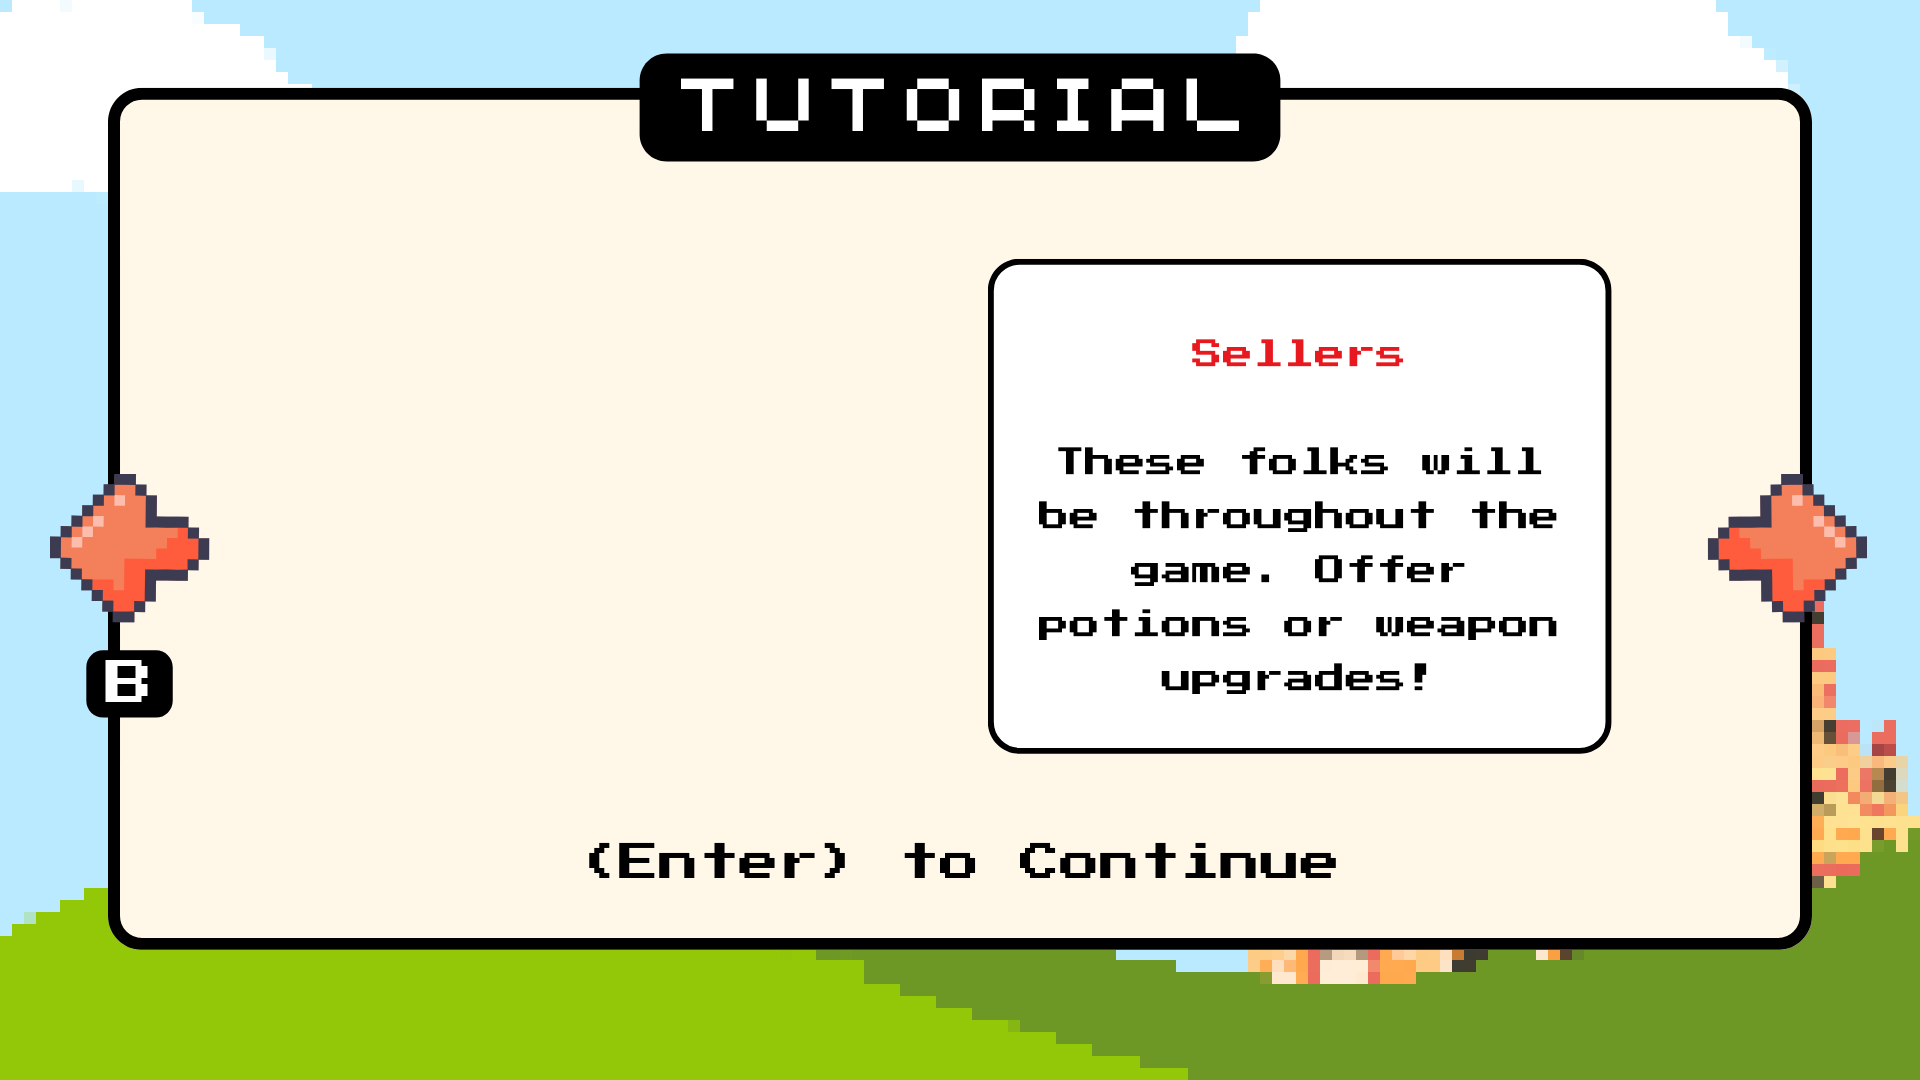 TUTORIAL
Sellers
These folks will
be throughout the
game. Offer
potions or weapon
upgrades!
B
(Enter) to Continue